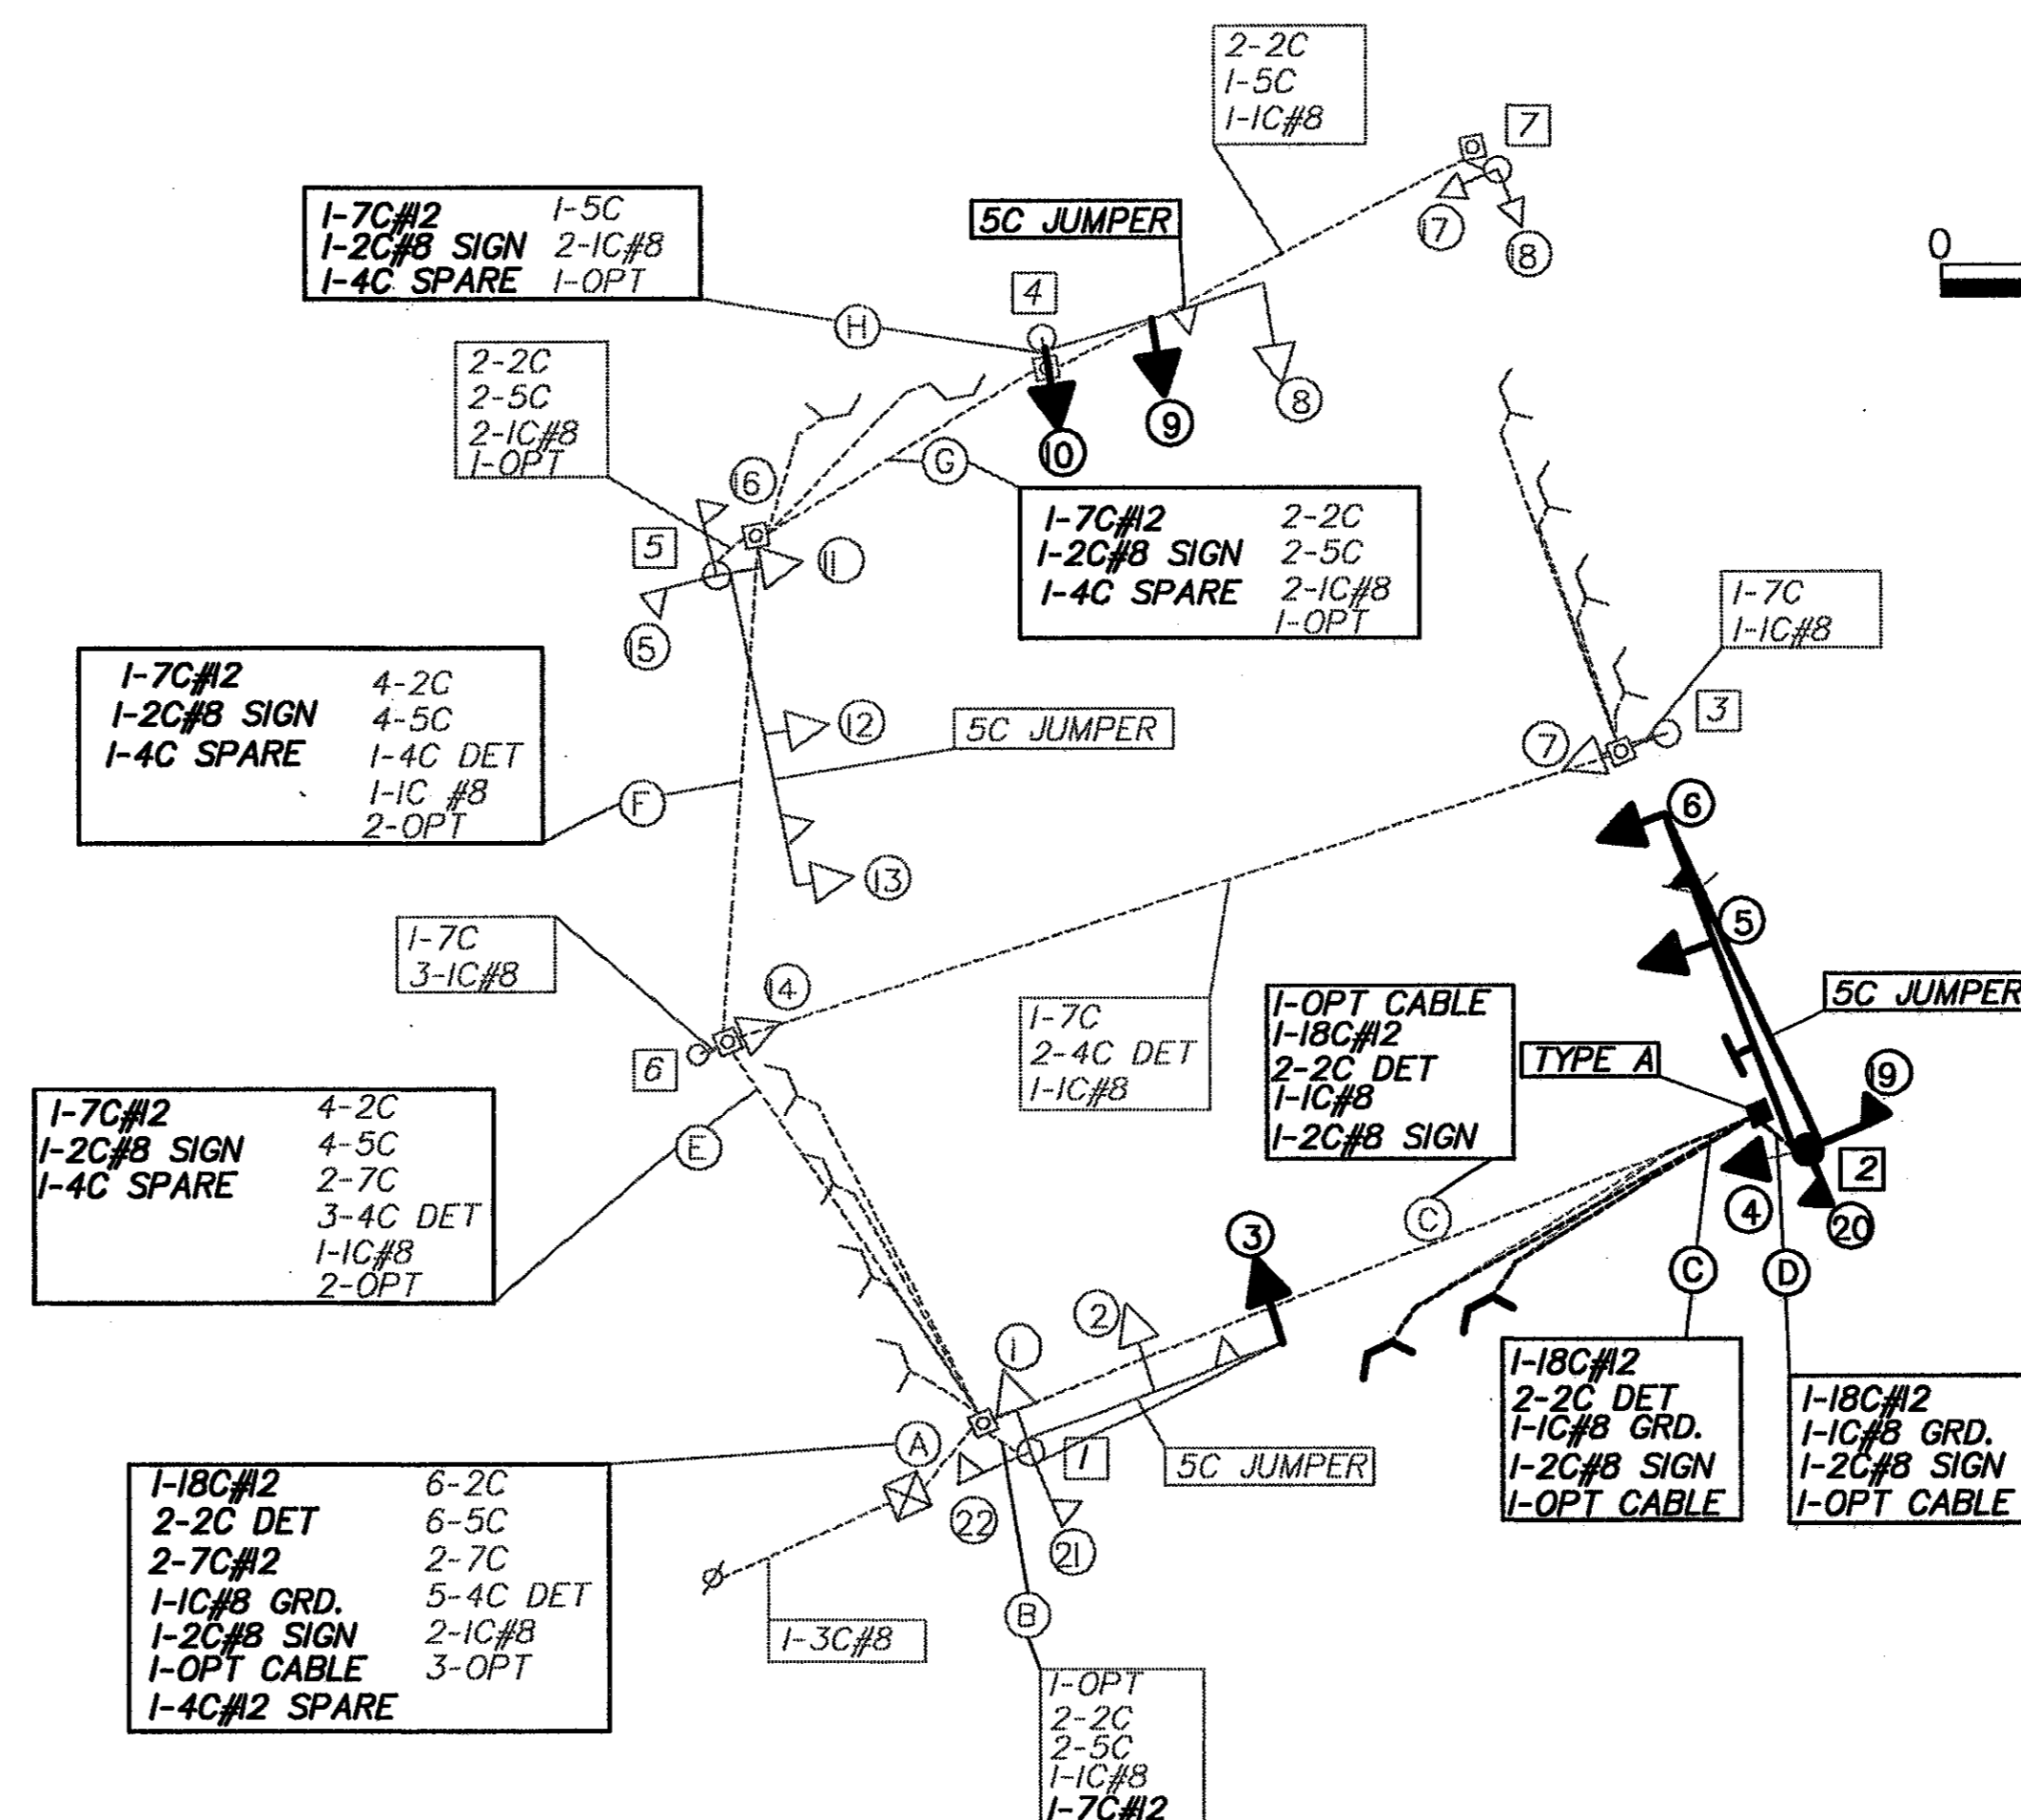 2-2C
1-5C
1-1C#8
7
17
18
0
1-7C#12 1-5C
1-2C#8 SIGN 2-1C#8
1-4C SPARE 1-OPT
5C JUMPER
4
H
8
9
10
2-2C
2-5C
2-1C#8
1-OPT
G
16
5
11
15
1-7C#12 2-2C
1-2C#8 SIGN 2-5C
1-4C SPARE 2-1C#8
1-OPT
1-7C
1-1C#8
3
7
1-7C#12 4-2C
1-2C#8 SIGN 4-5C
1-4C SPARE 1-4C DET
1-1C #8
2-OPT
F
12
5C JUMPER
13
6
5
1-7C
3-1C#8
14
6
1-7C
2-4C DET
1-1C#8
1-OPT CABLE
1-18C#12
2-2C DET
1-1C#8
1-2C#8 SIGN
TYPE A
5C JUMPER
19
2
4
20
1-7C#12 4-2C
1-2C#8 SIGN 4-5C
1-4C SPARE 2-7C
3-4C DET
1-1C#8
2-OPT
E
C
3
C
D
2
1
1-18C#12
2-2C DET
1-1C#8 GRD.
1-2C#8 SIGN
1-OPT CABLE
1-18C#12
1-1C#8 GRD.
1-2C#8 SIGN
1-OPT CABLE
A
1
5C JUMPER
22
21
1-18C#12 6-2C
2-2C DET 6-5C
2-7C#12 2-7C
1-1C#8 GRD. 5-4C DET
1-2C#8 SIGN 2-1C#8
1-OPT CABLE 3-OPT
1-4C#12 SPARE
1-3C#8
B
1-OPT
2-2C
2-5C
1-1C#8
1-7C#12